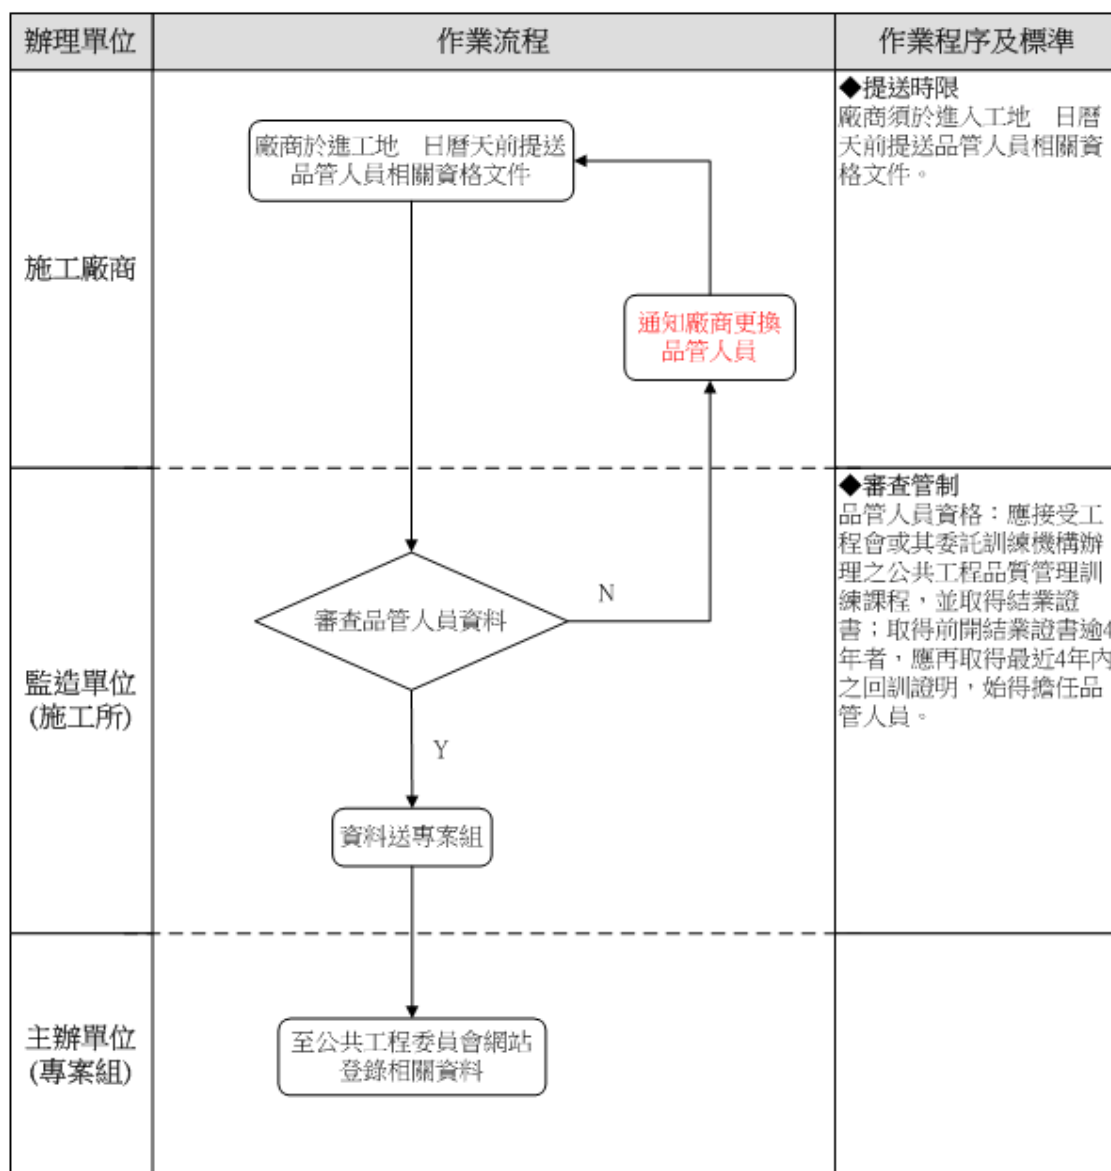 辦理單位
作業流程
作業程序及標準
施工廠商
廠商於進工地　日曆天前提送
品管人員相關資格文件
通知廠商更換
品管人員
◆提送時限
廠商須於進入工地　日曆
天前提送品管人員相關資
格文件。
監造單位
(施工所)
審查品管人員資料
N
Y
資料送專案組
◆審查管制
品管人員資格：應接受工
程會或其委託訓練機構辦
理之公共工程品質管理訓
練課程，並取得結業證
書；取得前開結業證書逾4
年者，應再取得最近4年內
之回訓證明，始得擔任品
管人員。
主辦單位
(專案組)
至公共工程委員會網站
登錄相關資料